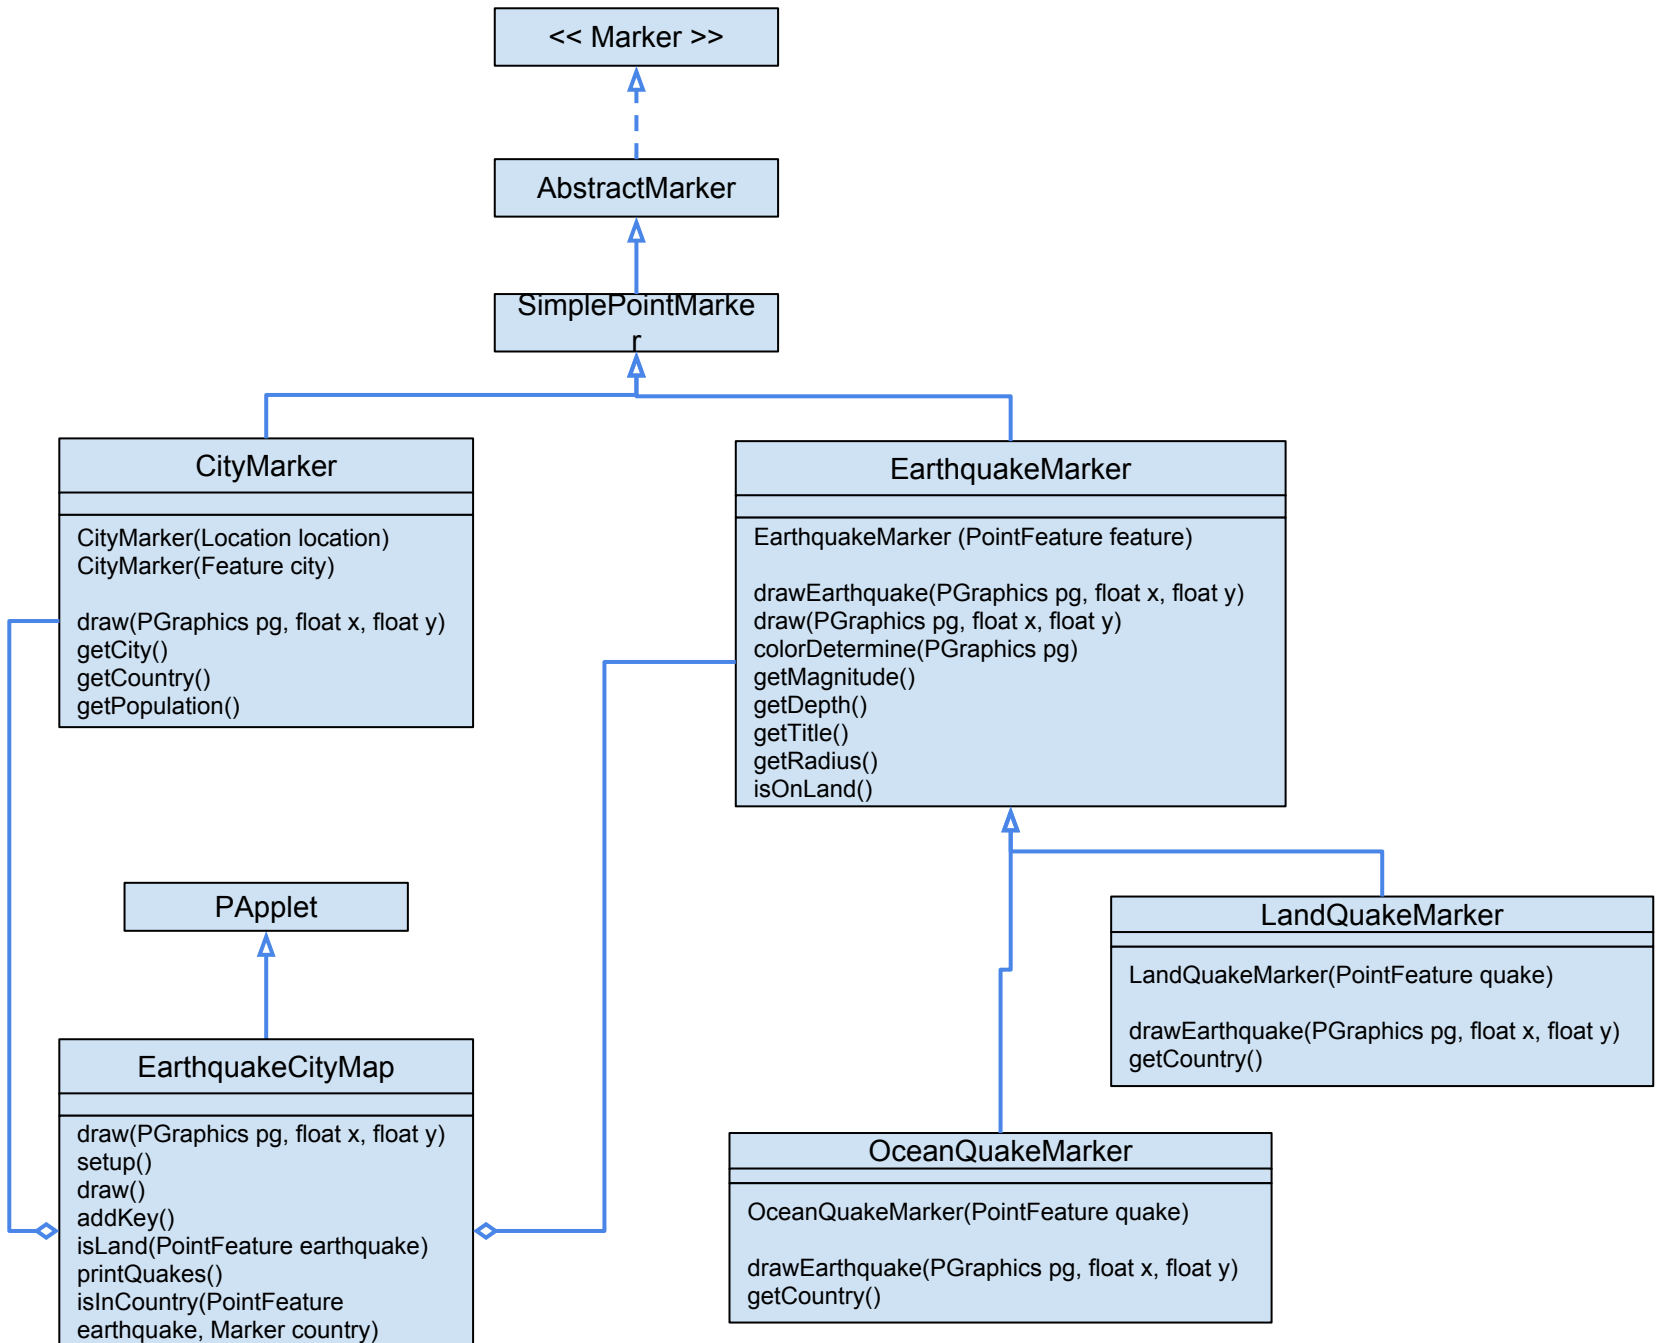 << Marker >>
AbstractMarker
SimplePointMarke
r
CityMarker
CityMarker(Location location)
CityMarker(Feature city)
draw(PGraphics pg, float x, float y)
getCity()
getCountry()
getPopulation()
EarthquakeMarker
EarthquakeMarker (PointFeature feature)
drawEarthquake(PGraphics pg, float x, float y)
draw(PGraphics pg, float x, float y)
colorDetermine(PGraphics pg)
getMagnitude()
getDepth()
getTitle()
getRadius()
isOnLand()
PApplet
EarthquakeCityMap
draw(PGraphics pg, float x, float y)
setup()
draw()
addKey()
isLand(PointFeature earthquake)
printQuakes()
isInCountry(PointFeature
earthquake, Marker country)
LandQuakeMarker
LandQuakeMarker(PointFeature quake)
drawEarthquake(PGraphics pg, float x, float y)
getCountry()
OceanQuakeMarker
OceanQuakeMarker(PointFeature quake)
drawEarthquake(PGraphics pg, float x, float y)
getCountry()